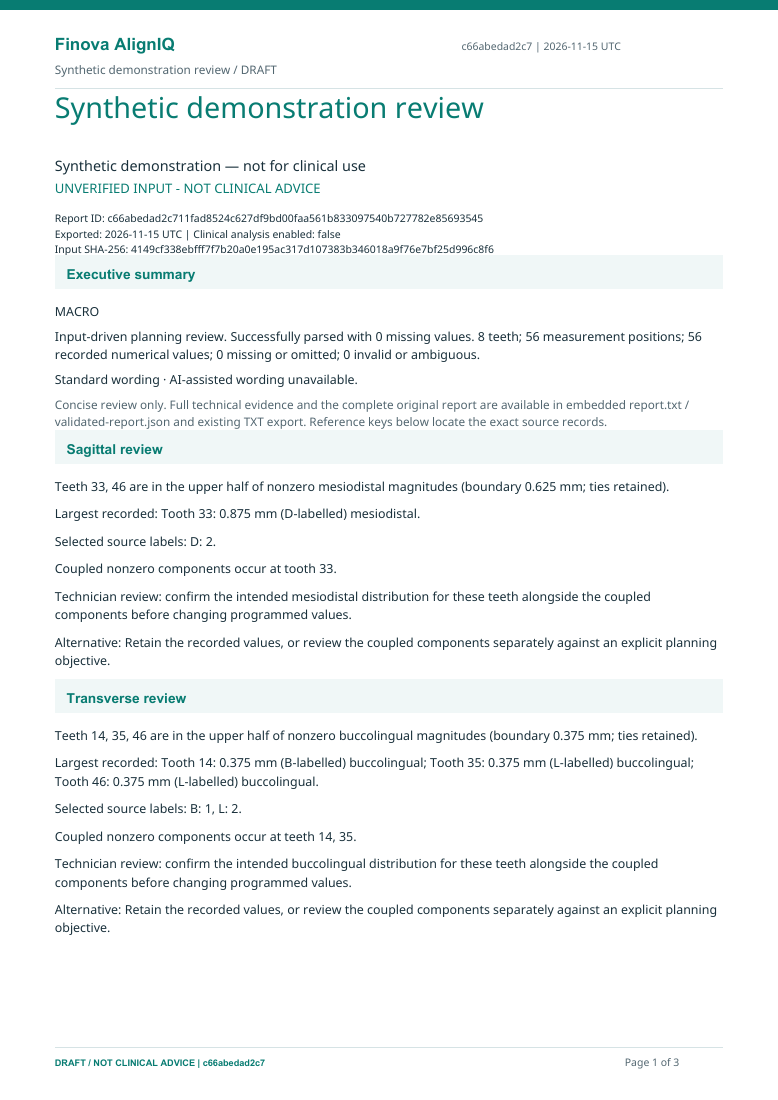 Finova AlignIQ
c66abedad2c7 | 2026-11-15 UTC
Synthetic demonstration review / DRAFT
Synthetic demonstration review
Synthetic demonstration — not for clinical use
UNVERIFIED INPUT - NOT CLINICAL ADVICE
Report ID: c66abedad2c711fad8524c627df9bd00faa561b833097540b727782e85693545
Exported: 2026-11-15 UTC | Clinical analysis enabled: false
Input SHA-256: 4149cf338ebfff7f7b20a0e195ac317d107383b346018a9f76e7bf25d996c8f6
Executive summary
MACRO
Input-driven planning review. Successfully parsed with 0 missing values. 8 teeth; 56 measurement positions; 56
recorded numerical values; 0 missing or omitted; 0 invalid or ambiguous.
Standard wording · AI-assisted wording unavailable.
Concise review only. Full technical evidence and the complete original report are available in embedded report.txt /
validated-report.json and existing TXT export. Reference keys below locate the exact source records.
Sagittal review
Teeth 33, 46 are in the upper half of nonzero mesiodistal magnitudes (boundary 0.625 mm; ties retained).
Largest recorded: Tooth 33: 0.875 mm (D-labelled) mesiodistal.
Selected source labels: D: 2.
Coupled nonzero components occur at tooth 33.
Technician review: confirm the intended mesiodistal distribution for these teeth alongside the coupled
components before changing programmed values.
Alternative: Retain the recorded values, or review the coupled components separately against an explicit planning
objective.
Transverse review
Teeth 14, 35, 46 are in the upper half of nonzero buccolingual magnitudes (boundary 0.375 mm; ties retained).
Largest recorded: Tooth 14: 0.375 mm (B-labelled) buccolingual; Tooth 35: 0.375 mm (L-labelled) buccolingual;
Tooth 46: 0.375 mm (L-labelled) buccolingual.
Selected source labels: B: 1, L: 2.
Coupled nonzero components occur at teeth 14, 35.
Technician review: confirm the intended buccolingual distribution for these teeth alongside the coupled
components before changing programmed values.
Alternative: Retain the recorded values, or review the coupled components separately against an explicit planning
objective.
DRAFT / NOT CLINICAL ADVICE | c66abedad2c7
Page 1 of 3